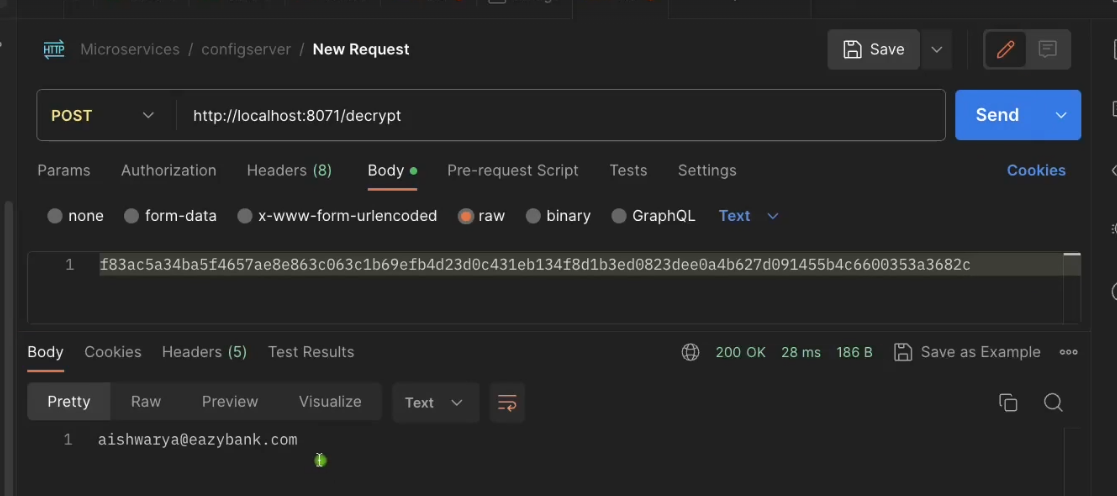 HTTP Microservices / configserver / New Request Save
POST http://localhost:8071/decrypt Send
Params Authorization Headers (8) Body Pre-request Script Tests Settings Cookies
none form-data x-www-form-urlencoded raw binary GraphQL Text
1 f83ac5a34ba5f4657ae8e863c063c1b69efb4d23d0c431eb134f8d1b3ed0823dee0a4b627d091455b4c6600353a3682c
Body Cookies Headers (5) Test Results 200 OK 28 ms 186 B Save as Example
Pretty Raw Preview Visualize Text
1 aishwarya@eazybank.com